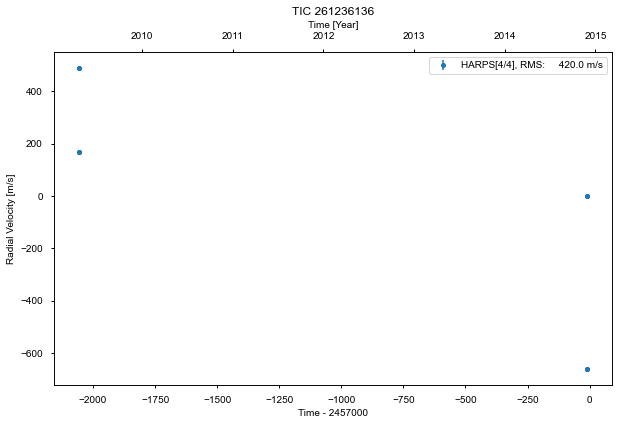 TIC 261236136
Time [Year]
2010 2011 2012 2013 2014 2015
HARPS[4/4], RMS: 420.0 m/s
Radial Velocity [m/s]
400
200
0
−200
−400
−600
−2000 −1750 −1500 −1250 −1000 −750 −500 −250 0
Time - 2457000